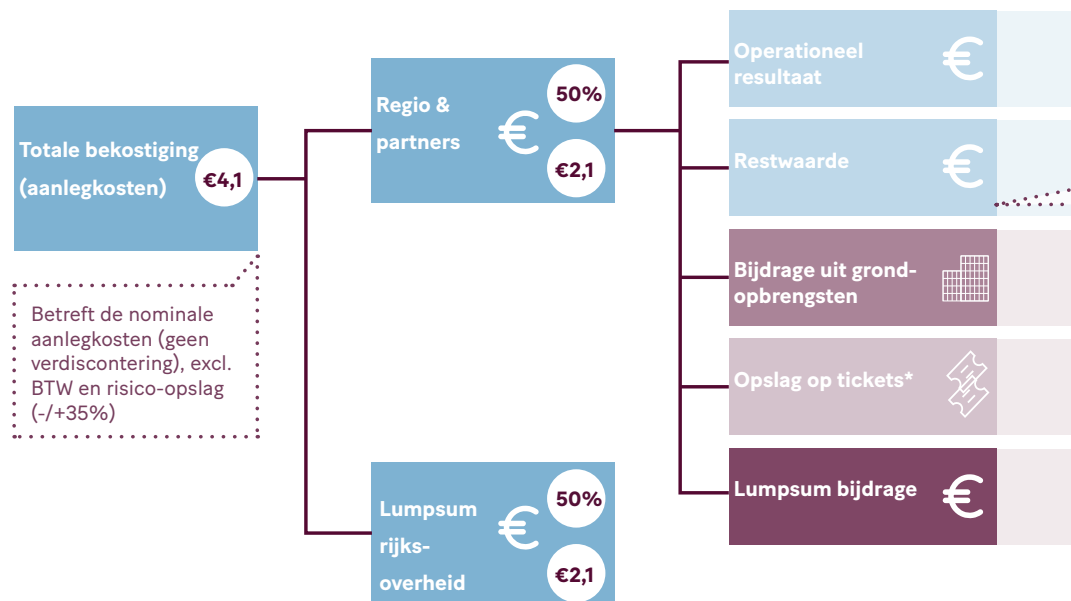 Totale bekostiging
(aanlegkosten)
€4,1
Betreft de nominale
aanlegkosten (geen
verdiscontering), excl.
BTW en risico-opslag
(-/+35%)
Regio &
partners
€
50%
€2,1
Lumpsum
rijks-
overheid
€
50%
€2,1
Operationeel
resultaat
€
Restwaarde
€
Bijdrage uit grond-
opbrengsten
Opslag op tickets*
Lumpsum bijdrage
€